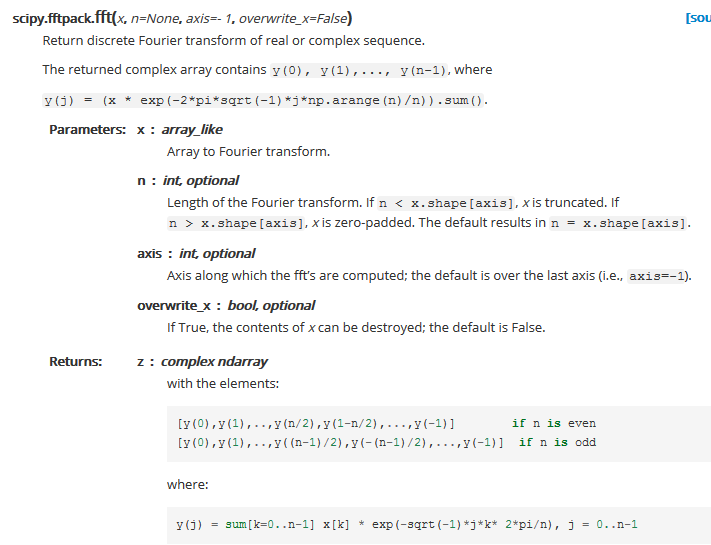 scipy.fftpack.fft(x, n=None, axis=- 1, overwrite_x=False) [sou
Return discrete Fourier transform of real or complex sequence.
The returned complex array contains y(0), y(1),..., y(n-1), where
y(j) = (x * exp(-2*pi*sqrt(-1)*j*np.arange(n)/n)).sum().
Parameters: x : array_like
Array to Fourier transform.
n : int, optional
Length of the Fourier transform. If n < x.shape[axis], x is truncated. If
n > x.shape[axis], x is zero-padded. The default results in n = x.shape[axis].
axis : int, optional
Axis along which the fft's are computed; the default is over the last axis (i.e., axis=-1).
overwrite_x : bool, optional
If True, the contents of x can be destroyed; the default is False.
Returns: z : complex ndarray
with the elements:
[y(0),y(1),..,y(n/2),y(1-n/2),...,y(-1)] if n is even
[y(0),y(1),..,y((n-1)/2),y(-(n-1)/2),...,y(-1)] if n is odd
where:
y(j) = sum[k=0..n-1] x[k] * exp(-sqrt(-1)*j*k* 2*pi/n), j = 0..n-1